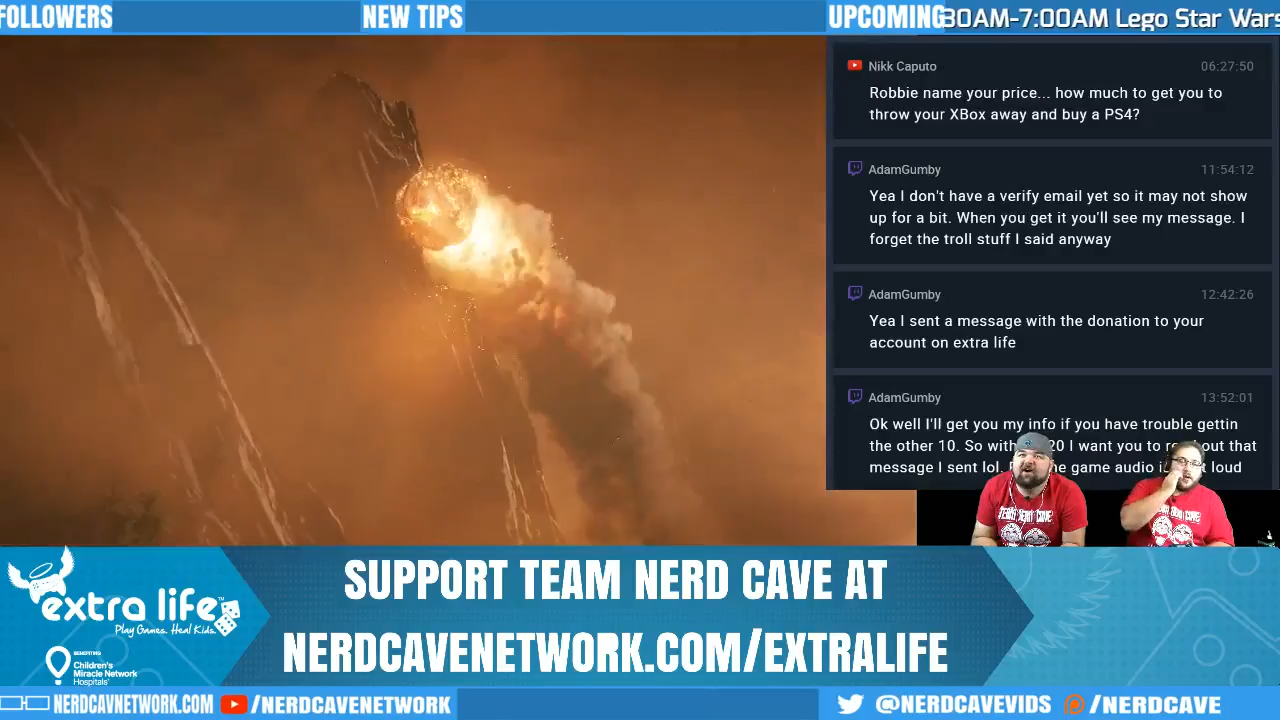 FOLLOWERS
NEW TIPS
UPCOMING
30AM-7:00AM Lego Star Wars
Nikk Caputo
06:27:50
Robbie name your price... how much to get you to
throw your XBox away and buy a PS4?
AdamGumby
11:54:12
Yea I don't have a verify email yet so it may not show
up for a bit. When you get it you'll see my message. I
forget the troll stuff I said anyway
AdamGumby
12:42:26
Yea I sent a message with the donation to your
account on extra life
AdamGumby
13:52:01
Ok well I'll get you my info if you have trouble gettin
the other 10. So with 20 I want you to out that
message I sent lol. game audio loud
extra life
Play Games. Heal Kids.
BENEFITING
Children's
Miracle Network
Hospitals
SUPPORT TEAM NERD CAVE AT
NERDCAVENETWORK.COM/EXTRALIFE
NERDCAVNETWORK.COM
/NERDCAVENETWORK
@NERDCAVEVIDS
/NERDCAVE